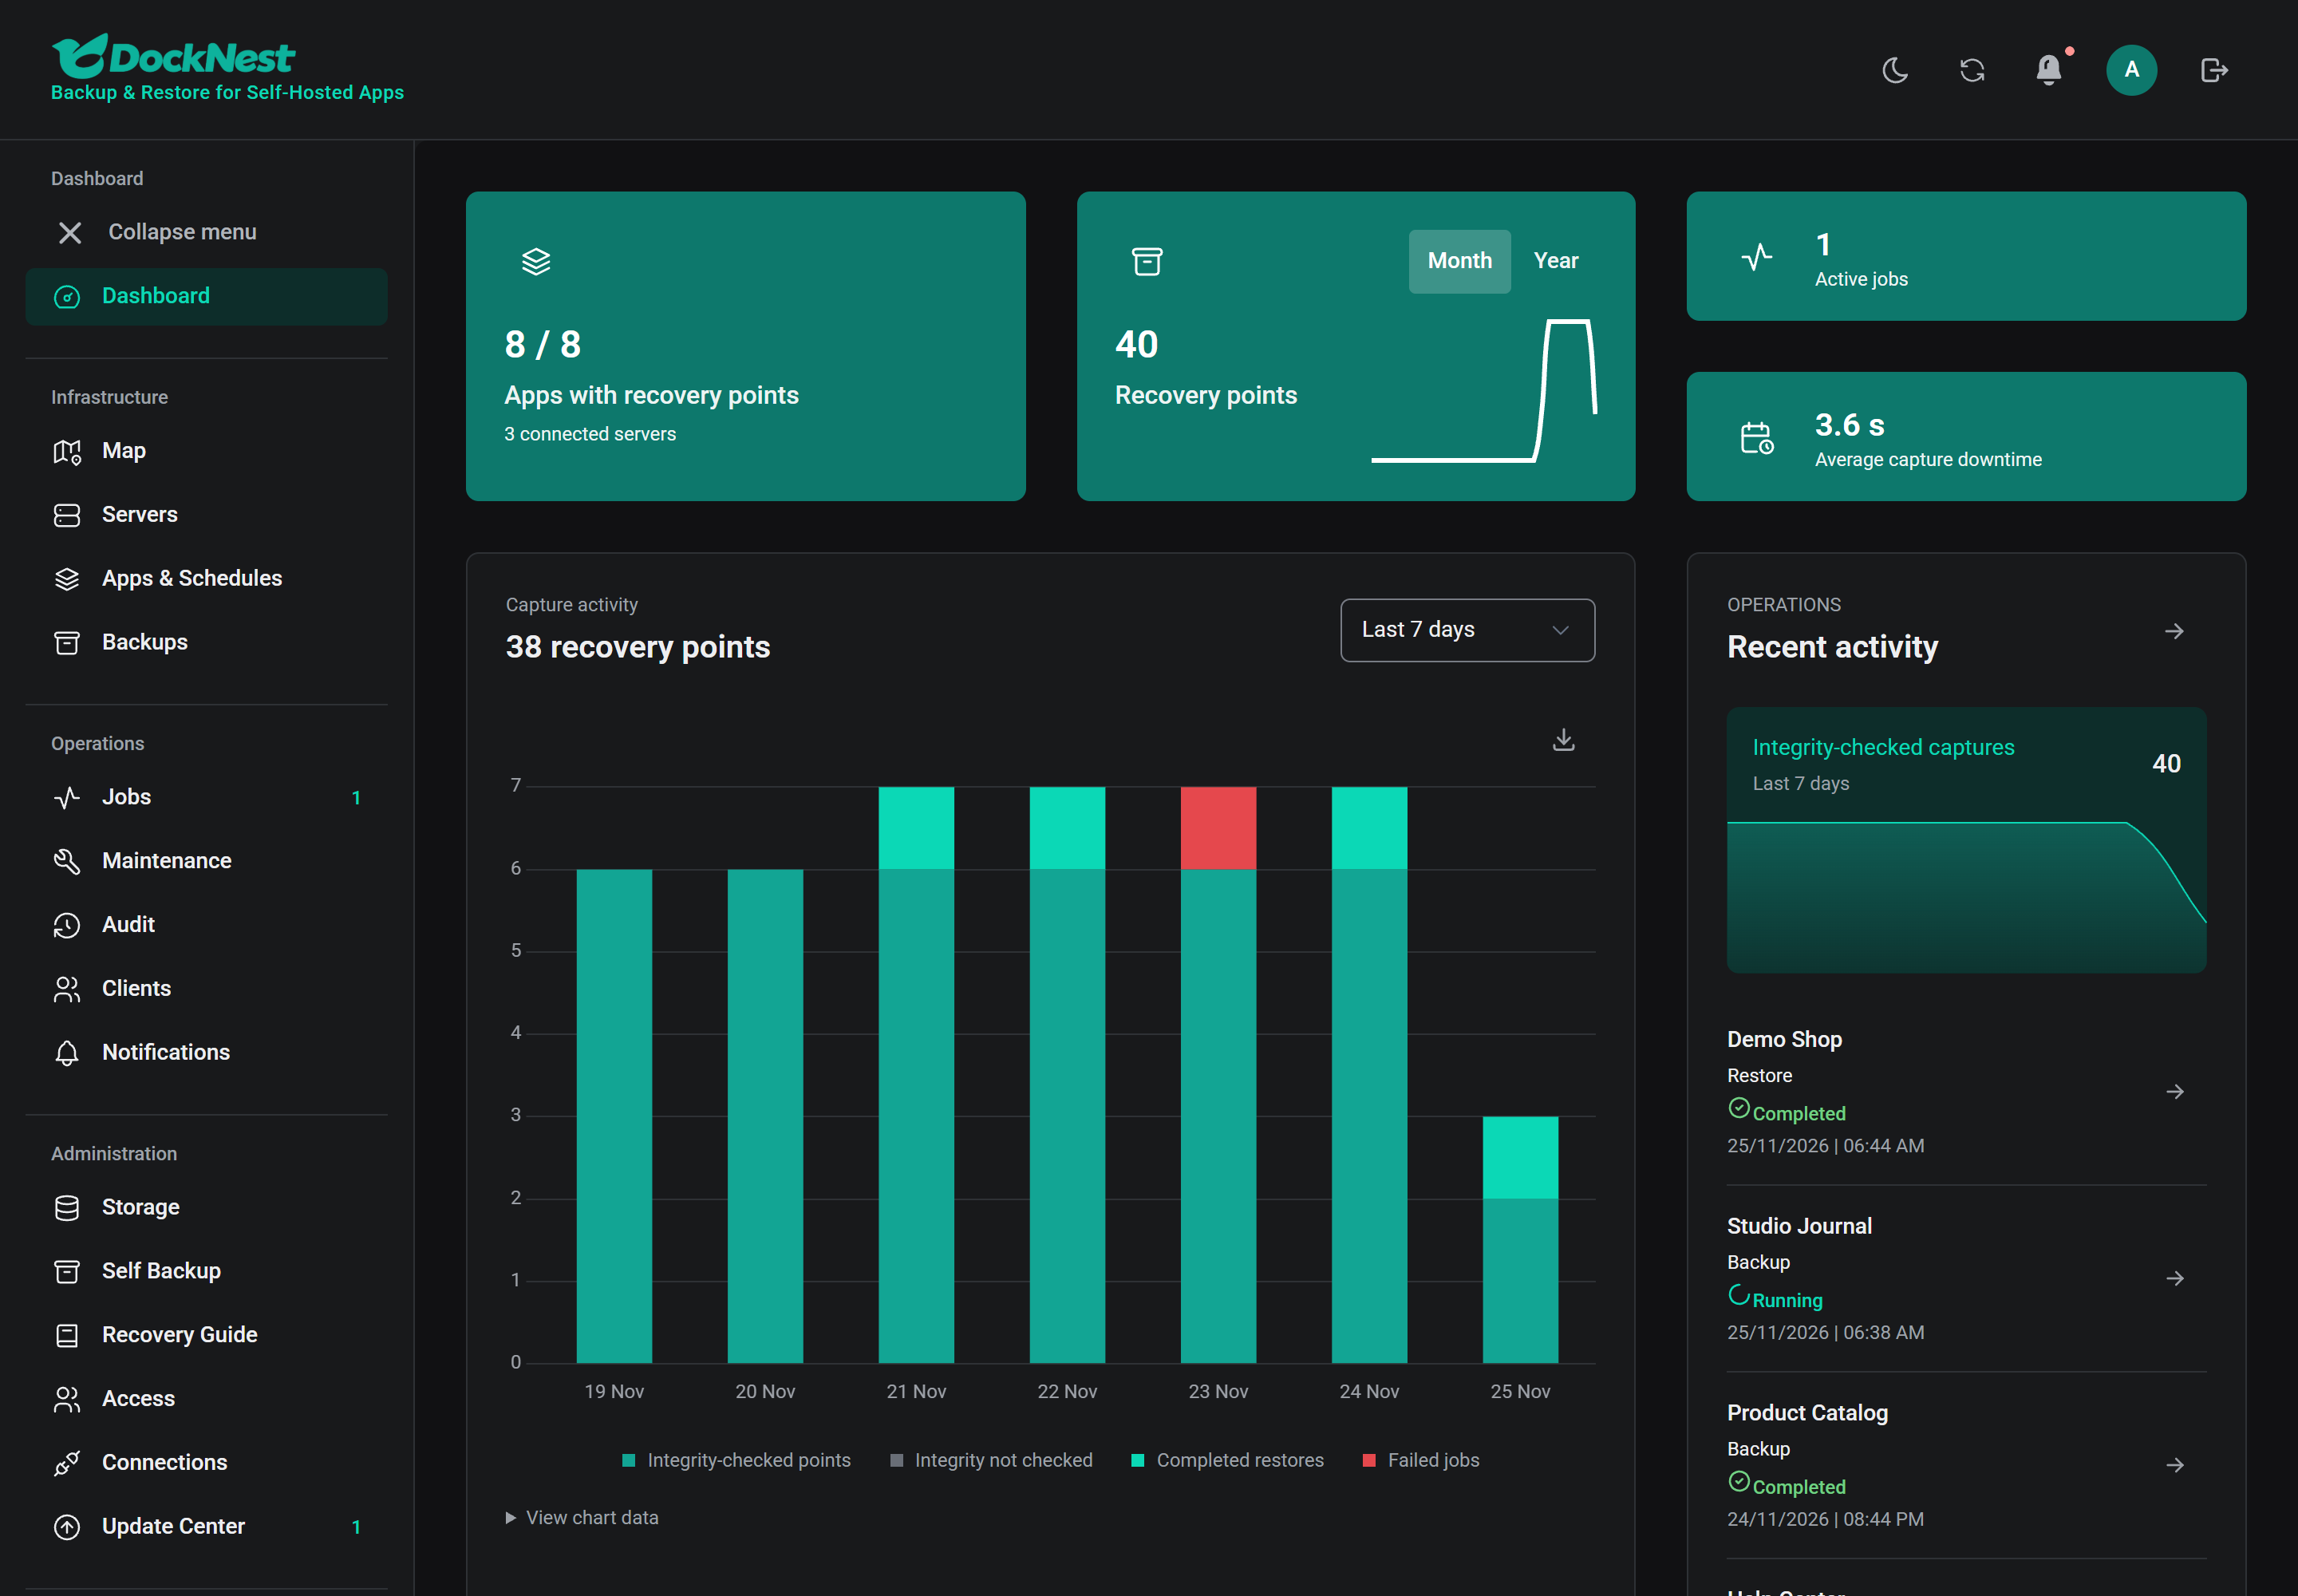 DockNest
Backup & Restore for Self-Hosted Apps
A
Dashboard
Collapse menu
Dashboard
Infrastructure
Map
Servers
Apps & Schedules
Backups
Operations
Jobs 1
Maintenance
Audit
Clients
Notifications
Administration
Storage
Self Backup
Recovery Guide
Access
Connections
Update Center 1
8 / 8
Apps with recovery points
3 connected servers
Month Year
40
Recovery points
1
Active jobs
3.6 s
Average capture downtime
Capture activity
38 recovery points
Last 7 days
7
6
5
4
3
2
1
0
19 Nov 20 Nov 21 Nov 22 Nov 23 Nov 24 Nov 25 Nov
Integrity-checked points Integrity not checked Completed restores Failed jobs
View chart data
OPERATIONS
Recent activity
Integrity-checked captures
40
Last 7 days
Demo Shop
Restore
Completed
25/11/2026 | 06:44 AM
Studio Journal
Backup
Running
25/11/2026 | 06:38 AM
Product Catalog
Backup
Completed
24/11/2026 | 08:44 PM